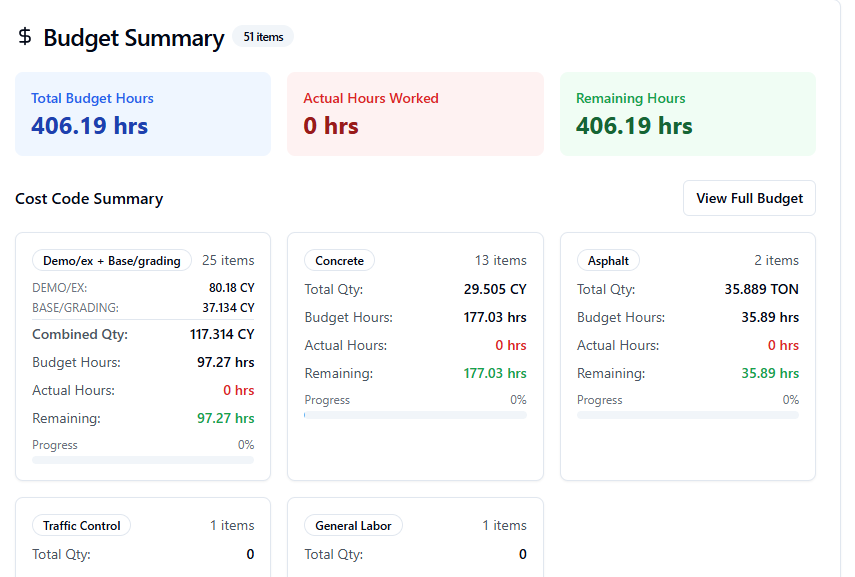 $ Budget Summary 51 items
Total Budget Hours
406.19 hrs
Actual Hours Worked
0 hrs
Remaining Hours
406.19 hrs
Cost Code Summary
View Full Budget
Demo/ex + Base/grading 25 items
DEMO/EX: 80.18 CY
BASE/GRADING: 37.134 CY
Combined Qty: 117.314 CY
Budget Hours: 97.27 hrs
Actual Hours: 0 hrs
Remaining: 97.27 hrs
Progress 0%
Concrete 13 items
Total Qty: 29.505 CY
Budget Hours: 177.03 hrs
Actual Hours: 0 hrs
Remaining: 177.03 hrs
Progress 0%
Asphalt 2 items
Total Qty: 35.889 TON
Budget Hours: 35.89 hrs
Actual Hours: 0 hrs
Remaining: 35.89 hrs
Progress 0%
Traffic Control 1 items
Total Qty: 0
General Labor 1 items
Total Qty: 0